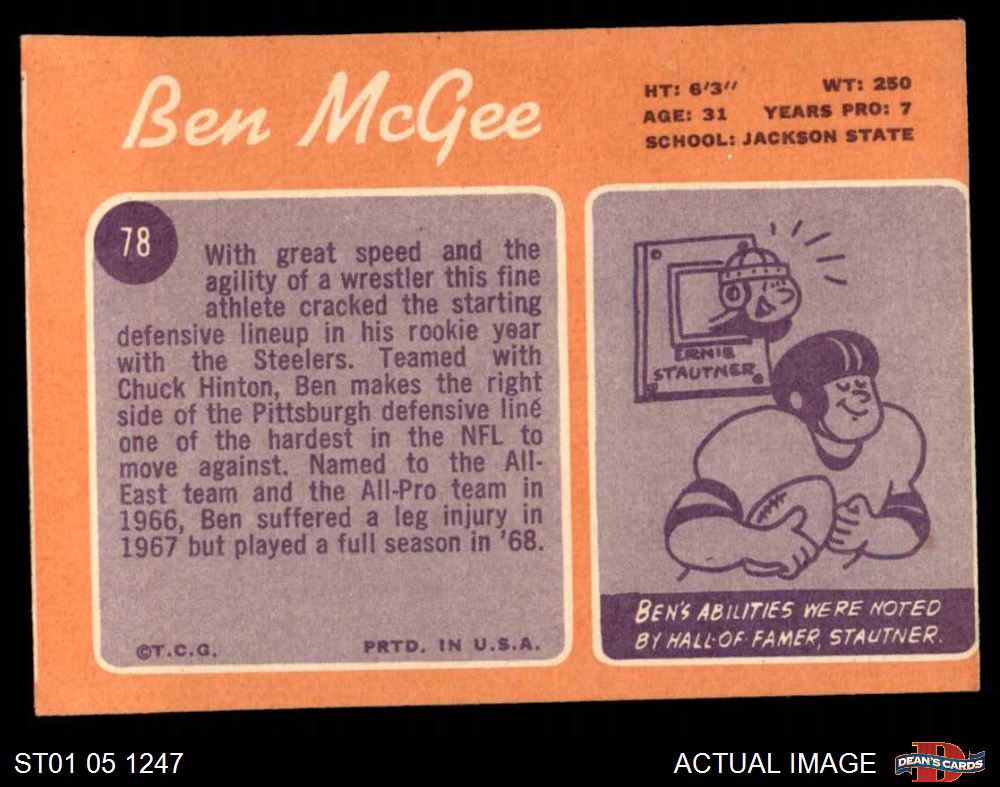 Ben McGee
HT: 6'3" WT: 250
AGE: 31 YEARS PRO: 7
SCHOOL: JACKSON STATE
78
With great speed and the
agility of a wrestler this fine
athlete cracked the starting
defensive lineup in his rookie year
with the Steelers. Teamed with
Chuck Hinton, Ben makes the right
side of the Pittsburgh defensive line
one of the hardest in the NFL to
move against. Named to the All-
East team and the All-Pro team in
1966, Ben suffered a leg injury in
1967 but played a full season in '68.
©T.C.G. PRTD. IN U.S.A.
ERNIE
STAUTNER
BEN'S ABILITIES WERE NOTED
BY HALL-OF-FAMER, STAUTNER.
ST01 05 1247
ACTUAL IMAGE
D
DEAN'S CARDS